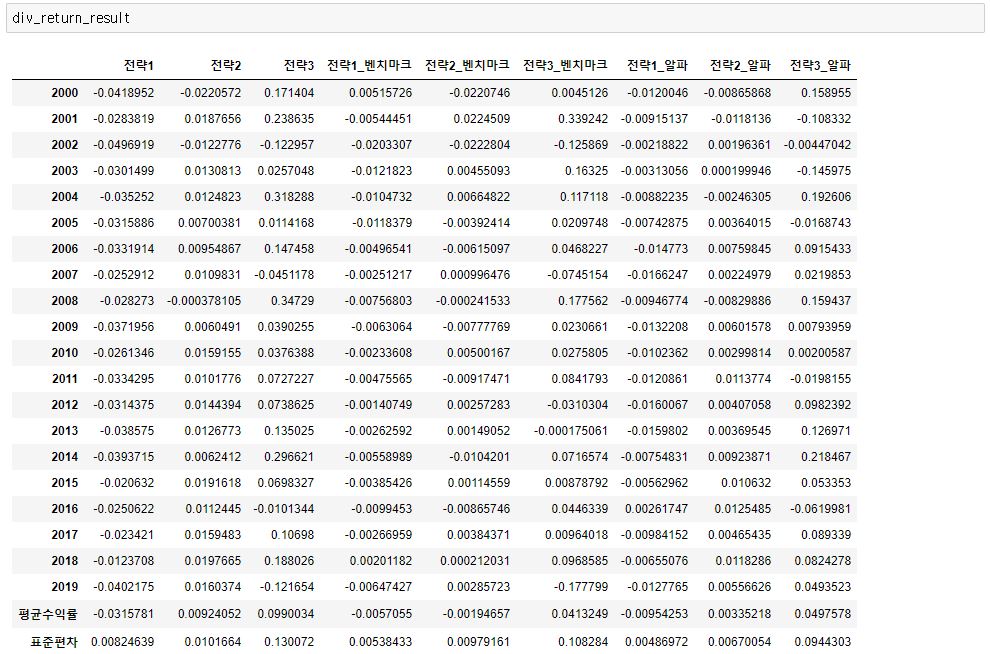 div_return_result
전략1 전략2 전략3 전략1_벤치마크 전략2_벤치마크 전략3_벤치마크 전략1_알파 전략2_알파 전략3_알파
2000 -0.0418952 -0.0220572 0.171404 0.00515726 -0.0220746 0.0045126 -0.0120046 -0.00865868 0.158955
2001 -0.0283819 0.0187656 0.238635 -0.00544451 0.0224509 0.339242 -0.00915137 -0.0118136 -0.108332
2002 -0.0496919 -0.0122776 -0.122957 -0.0203307 -0.0222804 -0.125869 -0.00218822 0.00196361 -0.00447042
2003 -0.0301499 0.0130813 0.0257048 -0.0121823 0.00455093 0.16325 -0.00313056 0.000199946 -0.145975
2004 -0.035252 0.0124823 0.318288 -0.0104732 0.00664822 0.117118 -0.00882235 -0.00246305 0.192606
2005 -0.0315886 0.00700381 0.0114168 -0.0118379 -0.00392414 0.0209748 -0.00742875 0.00364015 -0.0168743
2006 -0.0331914 0.00954867 0.147458 -0.00496541 -0.00615097 0.0468227 -0.014773 0.00759845 0.0915433
2007 -0.0252912 0.0109831 -0.0451178 -0.00251217 0.000996476 -0.0745154 -0.0166247 0.00224979 0.0219853
2008 -0.028273 -0.000378105 0.34729 -0.00756803 -0.000241533 0.177562 -0.00946774 -0.00829886 0.159437
2009 -0.0371956 0.0060491 0.0390255 -0.0063064 -0.00777769 0.0230661 -0.0132208 0.00601578 0.00793959
2010 -0.0261346 0.0159155 0.0376388 -0.00233608 0.00500167 0.0275805 -0.0102362 0.00299814 0.00200587
2011 -0.0334295 0.0101776 0.0727227 -0.00475565 -0.00917471 0.0841793 -0.0120861 0.0113774 -0.0198155
2012 -0.0314375 0.0144394 0.0738625 -0.00140749 0.00257283 -0.0310304 -0.0160067 0.00407058 0.0982392
2013 -0.038575 0.0126773 0.135025 -0.00262592 0.00149052 -0.000175061 -0.0159802 0.00369545 0.126971
2014 -0.0393715 0.0062412 0.296621 -0.00558989 -0.0104201 0.0716574 -0.00754831 0.00923871 0.218467
2015 -0.020632 0.0191618 0.0698327 -0.00385426 0.00114559 0.00878792 -0.00562962 0.010632 0.053353
2016 -0.0250622 0.0112445 -0.0101344 -0.0099453 -0.00865746 0.0446339 0.00261747 0.0125485 -0.0619981
2017 -0.023421 0.0159483 0.10698 -0.00266959 0.00384371 0.00964018 -0.00984152 0.00465435 0.089339
2018 -0.0123708 0.0197665 0.188026 0.00201182 0.000212031 0.0968585 -0.00655076 0.0118286 0.0824278
2019 -0.0402175 0.0160374 -0.121654 -0.00647427 0.00285723 -0.177799 -0.0127765 0.00556626 0.0493523
평균수익률 -0.0315781 0.00924052 0.0990034 -0.0057055 -0.00194657 0.0413249 -0.00954253 0.00335218 0.0497578
표준편차 0.00824639 0.0101664 0.130072 0.00538433 0.00979161 0.108284 0.00486972 0.00670054 0.0944303